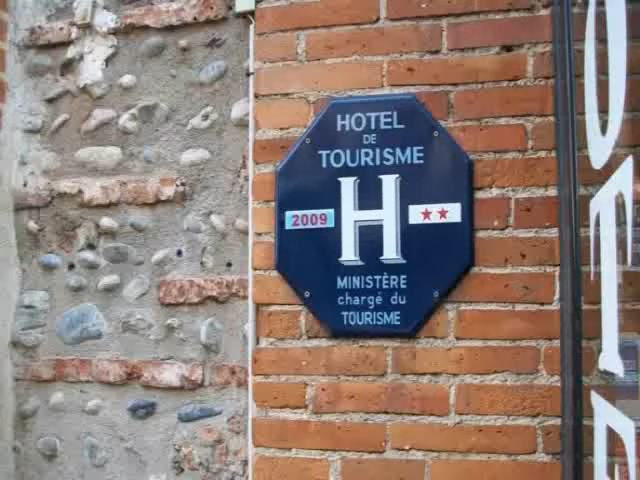 HOTEL
DE
TOURISME
2009
H
MINISTÈRE
chargé du
TOURISME